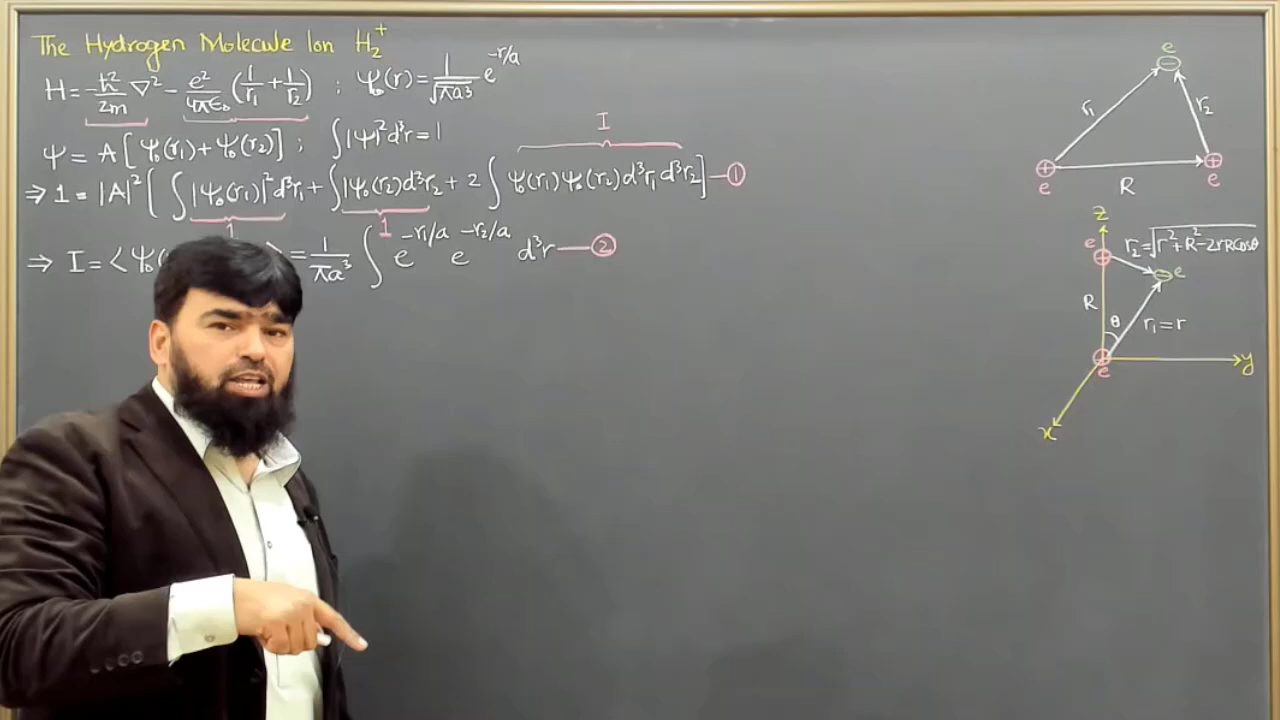 The Hydrogen Molecule Ion H₂⁺
H = -ħ²/2m ∇² - e²/4πε₀ (1/r₁ + 1/r₂) ; ψ₀(r) = 1/√πa³ e^(-r/a)
I
ψ = A[ψ₀(r₁) + ψ₀(r₂)] ; ∫|ψ|²d³r = 1
⇒ 1 = |A|²[∫|ψ₀(r₁)|²d³r₁ + ∫|ψ₀(r₂)d³r₂ + 2∫ψ₀(r₁)ψ₀(r₂)d³r₁d³r₂] — ①
1 1
⇒ I = <ψ₀( > = 1/πa³ ∫e^(-r₁/a) e^(-r₂/a) d³r — ②
e
⊖
r₁ r₂
⊕ ⊕
e R e
z
e ⊕ r₂ = √r²+R²-2rRcosθ
⊖ e
R θ r₁ = r
⊕ y
e
x